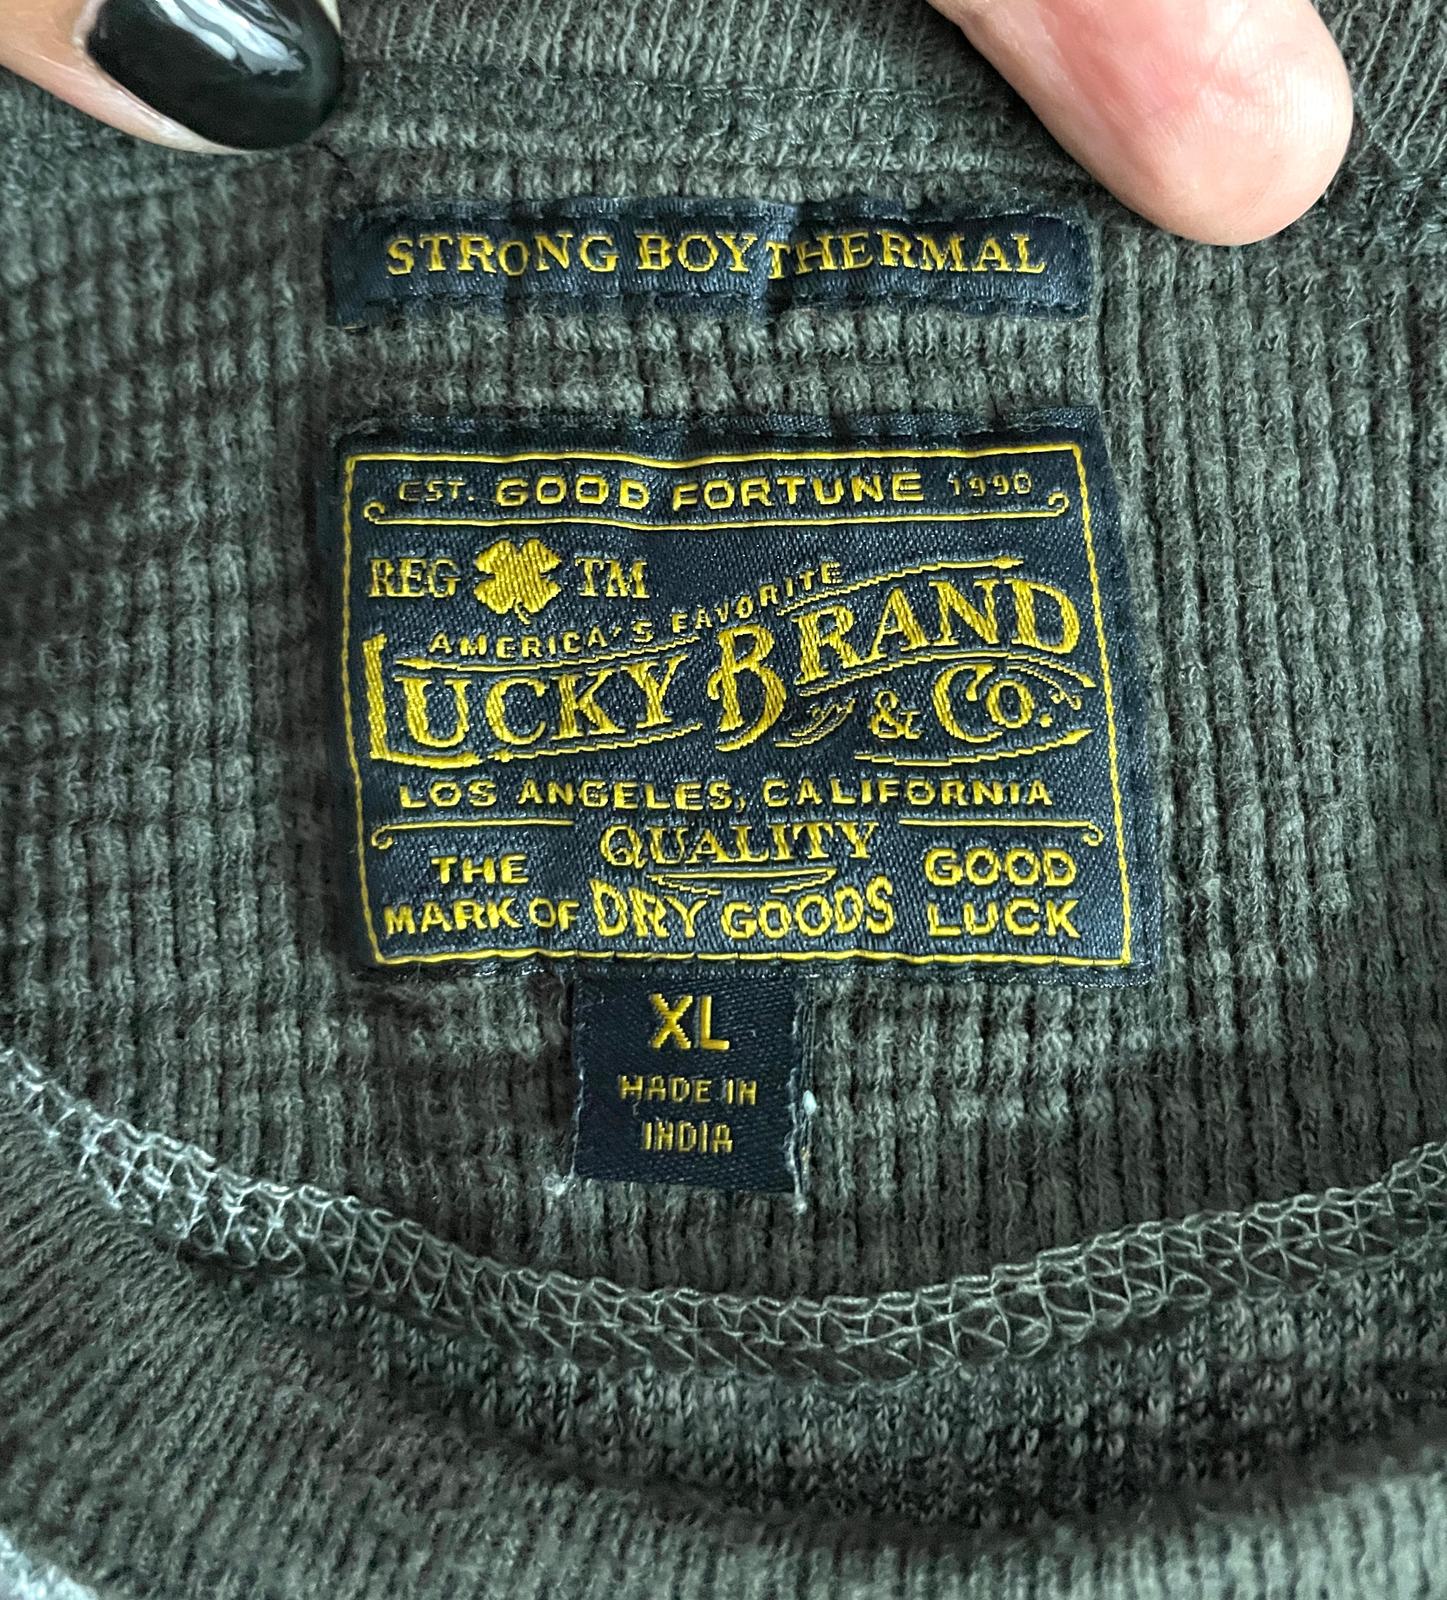 STRONG BOY THERMAL
EST. GOOD FORTUNE 1990
REG TM
AMERICA'S FAVORITE
LUCKY BRAND
& CO.
LOS ANGELES, CALIFORNIA
QUALITY
THE GOOD
MARK OF DRY GOODS LUCK
XL
MADE IN
INDIA